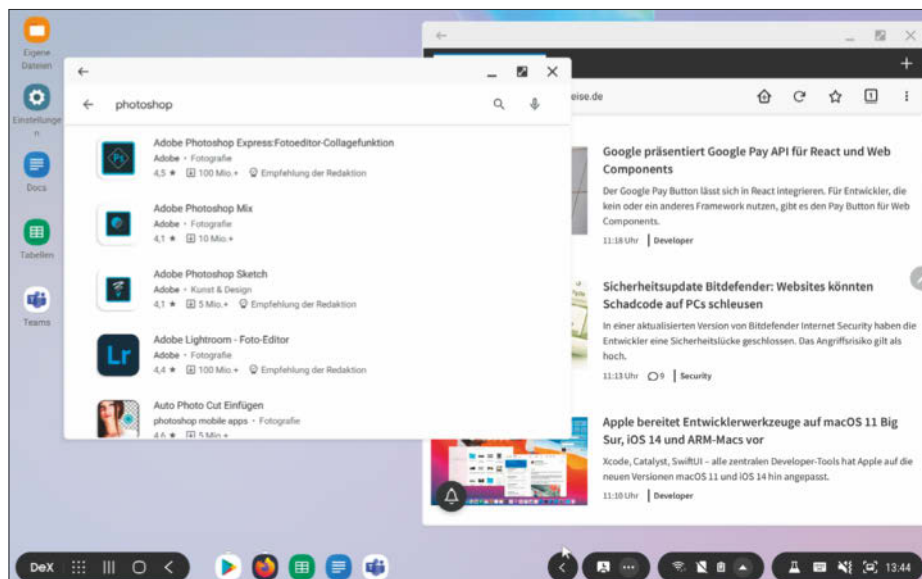 Eigene
Dateien
Einstellunge
n
Docs
Tabellen
Teams
photoshop
Adobe Photoshop Express:Fotoeditor-Collagefunktion
Adobe • Fotografie
4,5 ★ 100 Mio.+ Empfehlung der Redaktion
Adobe Photoshop Mix
Adobe • Fotografie
4,1 ★ 10 Mio.+
Adobe Photoshop Sketch
Adobe • Kunst & Design
4,1 ★ 5 Mio.+ Empfehlung der Redaktion
Lr
Adobe Lightroom - Foto-Editor
Adobe • Fotografie
4,4 ★ 100 Mio.+ Empfehlung der Redaktion
Auto Photo Cut Einfügen
photoshop mobile apps • Fotografie
4,6 ★ 5 Mio.+
eise.de
1
Google präsentiert Google Pay API für React und Web
Components
Der Google Pay Button lässt sich in React integrieren. Für Entwickler, die
kein oder ein anderes Framework nutzen, gibt es den Pay Button für Web
Components.
11:18 Uhr | Developer
Sicherheitsupdate Bitdefender: Websites könnten
Schadcode auf PCs schleusen
In einer aktualisierten Version von Bitdefender Internet Security haben die
Entwickler eine Sicherheitslücke geschlossen. Das Angriffsrisiko gilt als
hoch.
11:13 Uhr 9 | Security
Apple bereitet Entwicklerwerkzeuge auf macOS 11 Big
Sur, iOS 14 und ARM-Macs vor
Xcode, Catalyst, SwiftUI – alle zentralen Developer-Tools hat Apple auf die
neuen Versionen macOS 11 und iOS 14 hin angepasst.
11:10 Uhr | Developer
DeX
13:44